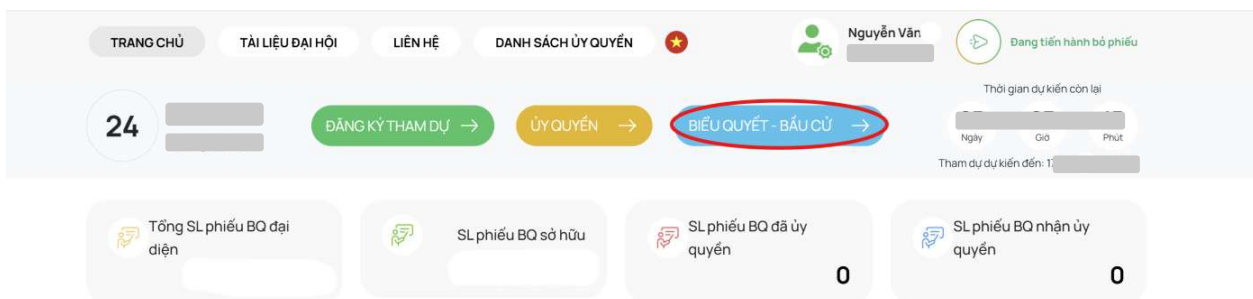 TRANG CHỦ TÀI LIỆU ĐẠI HỘI LIÊN HỆ DANH SÁCH ỦY QUYỀN Nguyễn Văn Đang tiến hành bỏ phiếu
Thời gian dự kiến còn lại
24 ĐĂNG KÝ THAM DỰ → ỦY QUYỀN → BIỂU QUYẾT - BẦU CỬ →
Ngày Giờ Phút
Tham dự dự kiến đến:
Tổng SL phiếu BQ đại diện
SL phiếu BQ sở hữu
SL phiếu BQ đã ủy quyền
0
SL phiếu BQ nhận ủy quyền
0